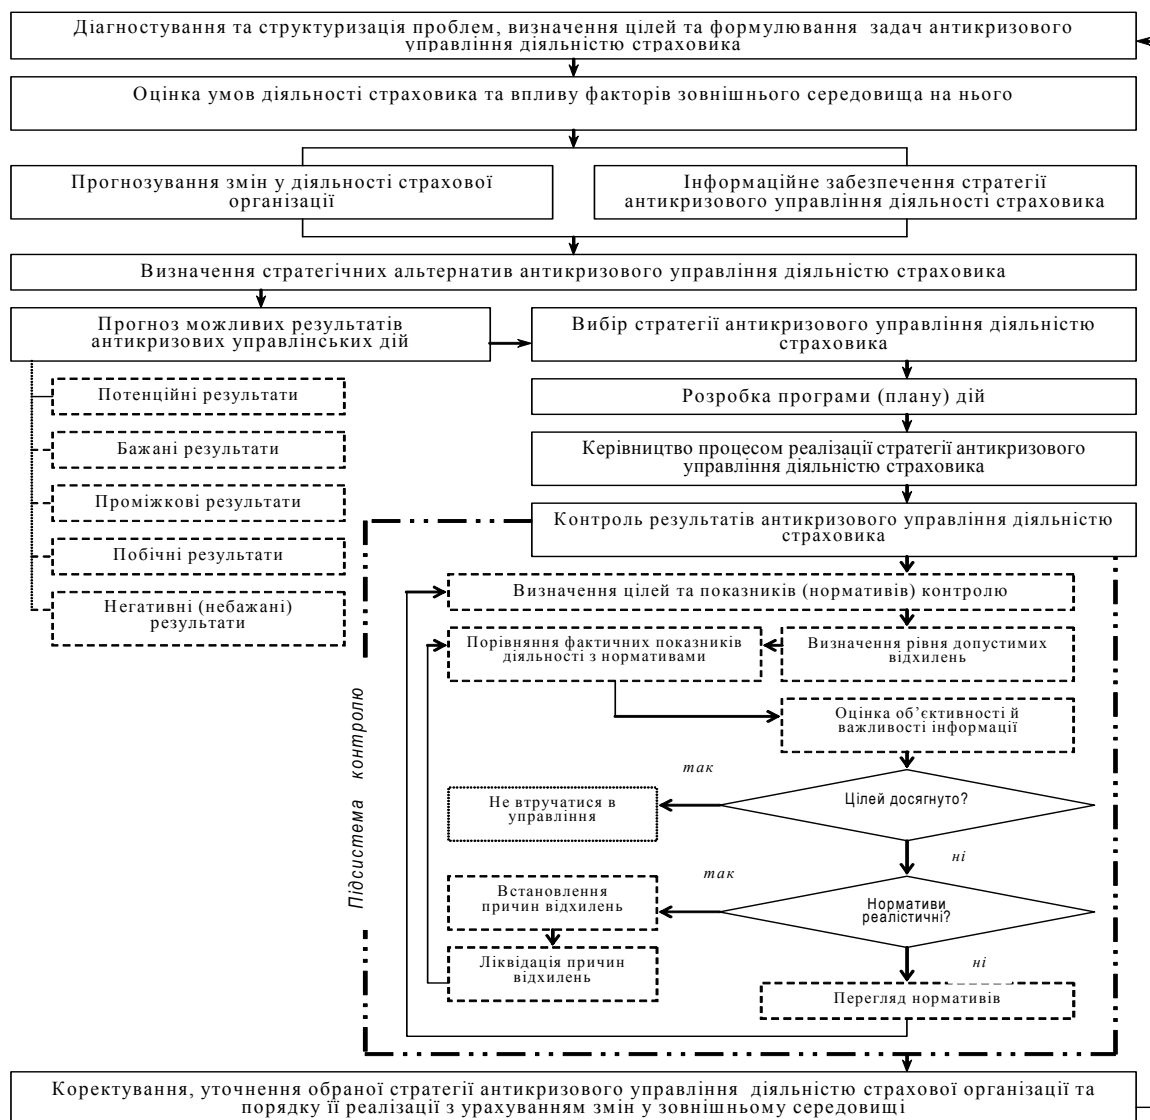 Діагностування та структуризація проблем, визначення цілей та формулювання задач антикризового
управління діяльністю страховика
Оцінка умов діяльності страховика та впливу факторів зовнішнього середовища на нього
Прогнозування змін у діяльності страхової
організації
Інформаційне забезпечення стратегії
антикризового управління діяльності страховика
Визначення стратегічних альтернатив антикризового управління діяльністю страховика
Прогноз можливих результатів
антикризових управлінських дій
Вибір стратегії антикризового управління діяльністю
страховика
Потенційні результати
Бажані результати
Проміжкові результати
Побічні результати
Негативні (небажані)
результати
Розробка програми (плану) дій
Керівництво процесом реалізації стратегії антикризового
управління діяльністю страховика
Контроль результатів антикризового управління діяльністю
страховика
Підсистема контролю
Визначення цілей та показників (нормативів) контролю
Порівняння фактичних показників
діяльності з нормативами
Визначення рівня допустимих
відхилень
Оцінка об’єктивності й
важливості інформації
так
Цілей досягнуто?
Не втручатися в
управління
ні
так
Нормативи
реалістичні?
Встановлення
причин відхилень
Ліквідація причин
відхилень
ні
Перегляд нормативів
Коректування, уточнення обраної стратегії антикризового управління діяльністю страхової організації та
порядку її реалізації з урахуванням змін у зовнішньому середовищі